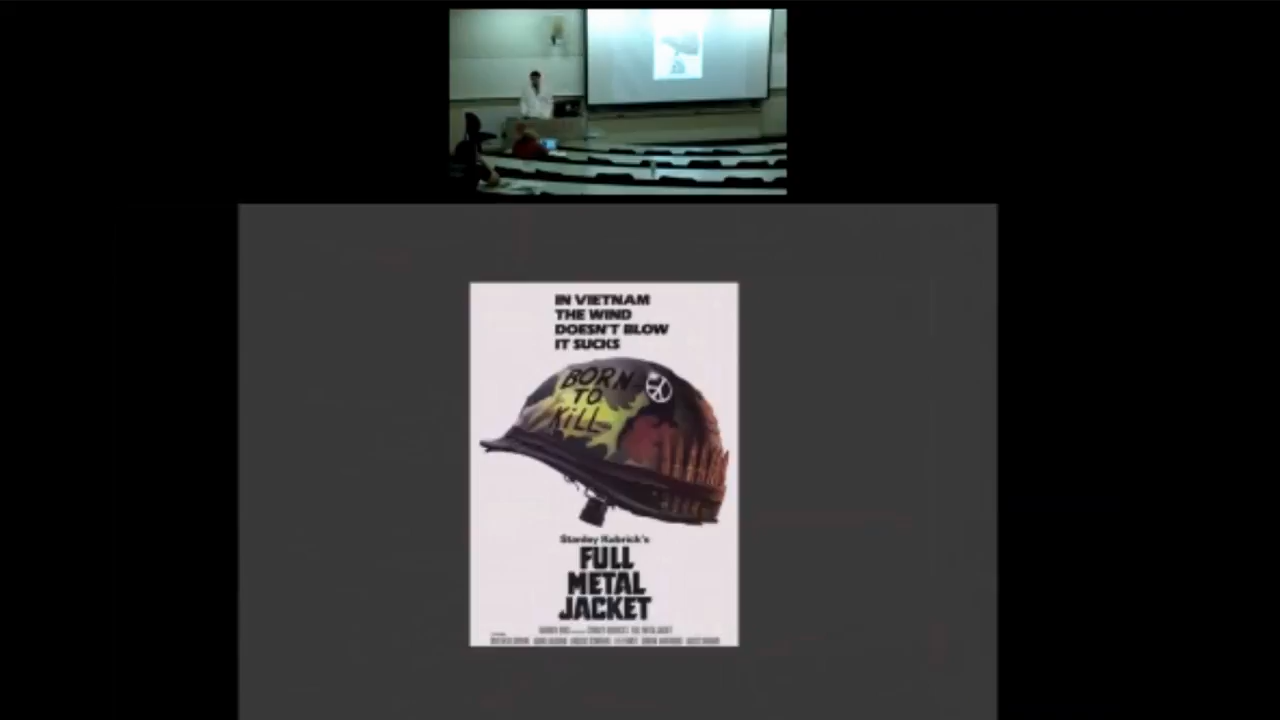 IN VIETNAM
THE WIND
DOESN'T BLOW
IT SUCKS
BORN
TO
KiLL
Stanley Kubrick's
FULL
METAL
JACKET